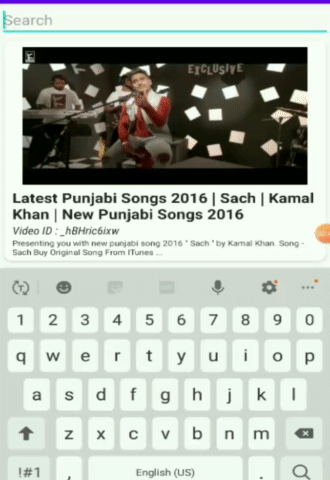 Search
EXCLUSIVE
Latest Punjabi Songs 2016 | Sach | Kamal
Khan | New Punjabi Songs 2016
Video ID : _hBHric6ixw
Presenting you with new punjabi song 2016 " Sach " by Kamal Khan. Song -
Sach Buy Original Song From ITunes ...
1 2 3 4 5 6 7 8 9 0
q w e r t y u i o p
a s d f g h j k l
z x c v b n m
!#1 , English (US) .